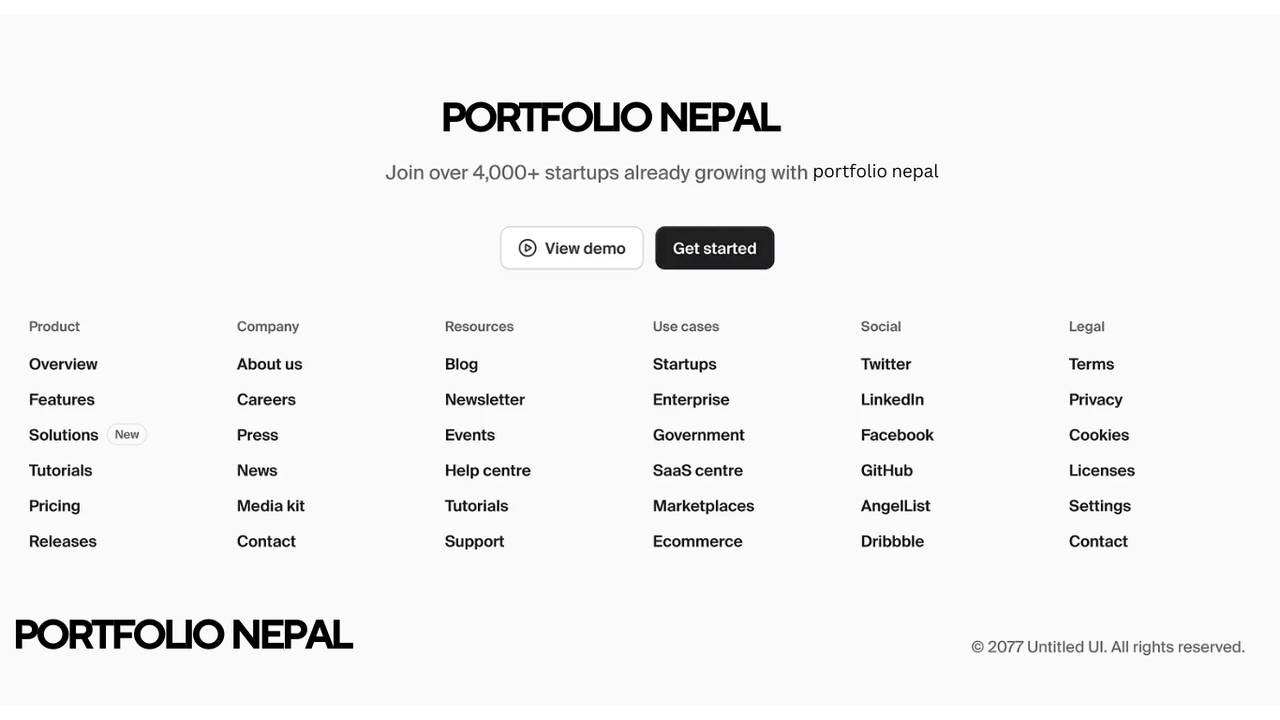 PORTFOLIO NEPAL
Join over 4,000+ startups already growing with portfolio nepal
View demo
Get started
Product
Overview
Features
Solutions New
Tutorials
Pricing
Releases
Company
About us
Careers
Press
News
Media kit
Contact
Resources
Blog
Newsletter
Events
Help centre
Tutorials
Support
Use cases
Startups
Enterprise
Government
SaaS centre
Marketplaces
Ecommerce
Social
Twitter
LinkedIn
Facebook
GitHub
AngelList
Dribbble
Legal
Terms
Privacy
Cookies
Licenses
Settings
Contact
PORTFOLIO NEPAL
© 2077 Untitled UI. All rights reserved.